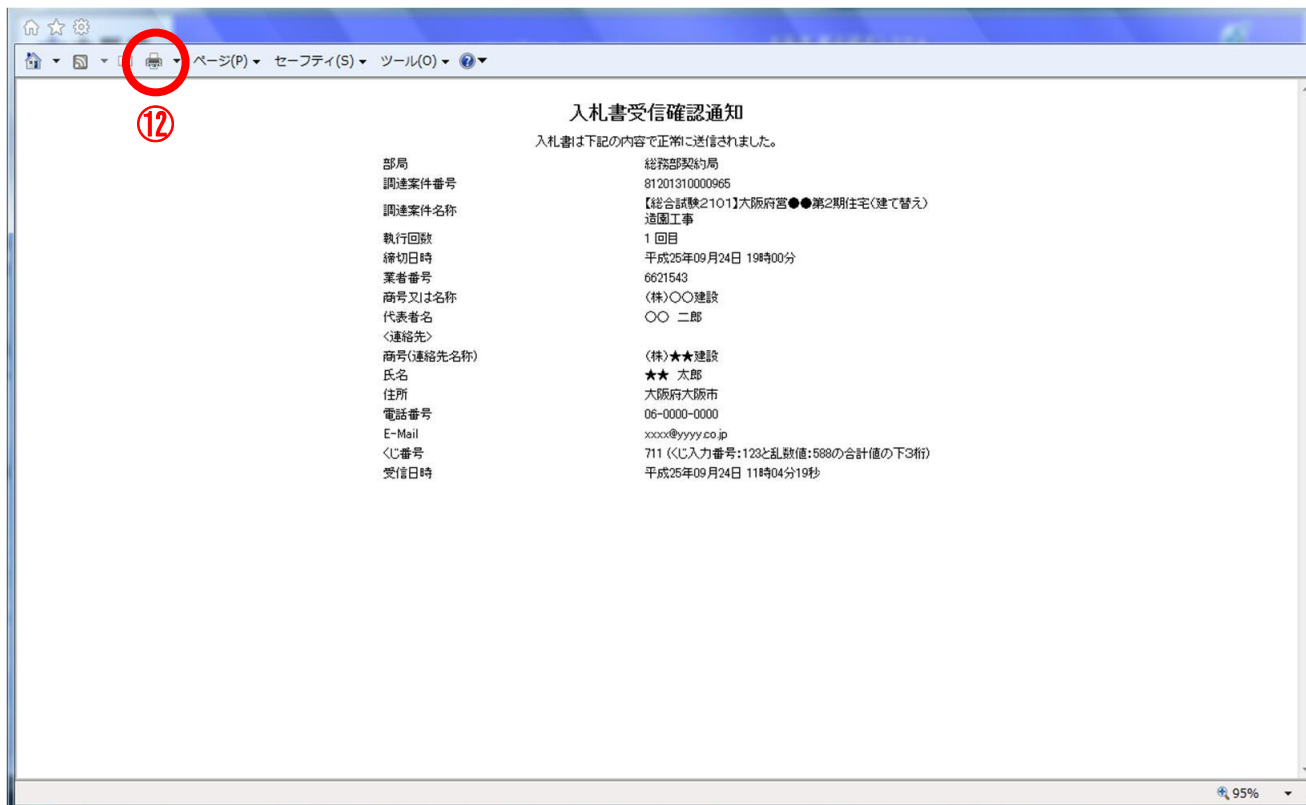 ページ(P) セーフティ(S) ツール(O)
⑫
入札書受信確認通知
入札書は下記の内容で正常に送信されました。
部局 総務部契約局
調達案件番号 81201310000965
調達案件名称 【総合試験2101】大阪府営●●第2期住宅(建て替え)
造園工事
執行回数 1 回目
締切日時 平成25年09月24日 19時00分
業者番号 6621543
商号又は名称 (株)○○建設
代表者名 ○○ 二郎
<連絡先>
商号(連絡先名称) (株)★★建設
氏名 ★★ 太郎
住所 大阪府大阪市
電話番号 06-0000-0000
E-Mail xxxx@yyyy.co.jp
くじ番号 711 (くじ入力番号:123と乱数値:588の合計値の下3桁)
受信日時 平成25年09月24日 11時04分19秒
95%